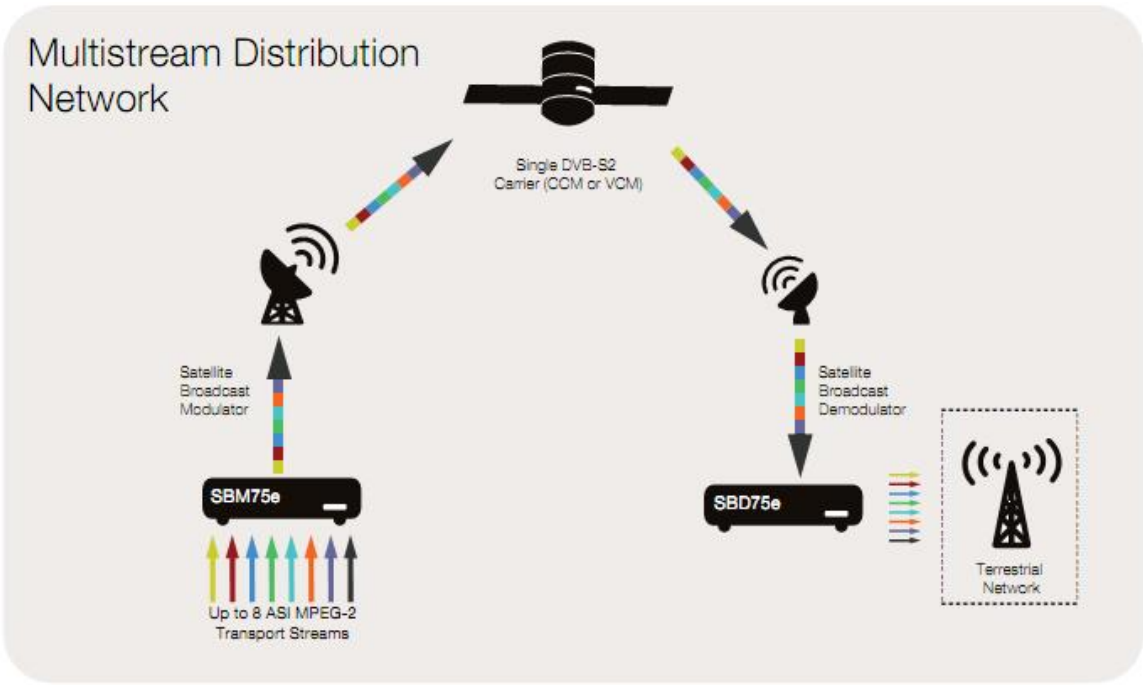 Multistream Distribution
Network
Single DVB-S2
Carrier (CCM or VCM)
Satellite
Broadcast
Modulator
Satellite
Broadcast
Demodulator
SBM75e
SBD75e
Up to 8 ASI MPEG-2
Transport Streams
Terrestrial
Network